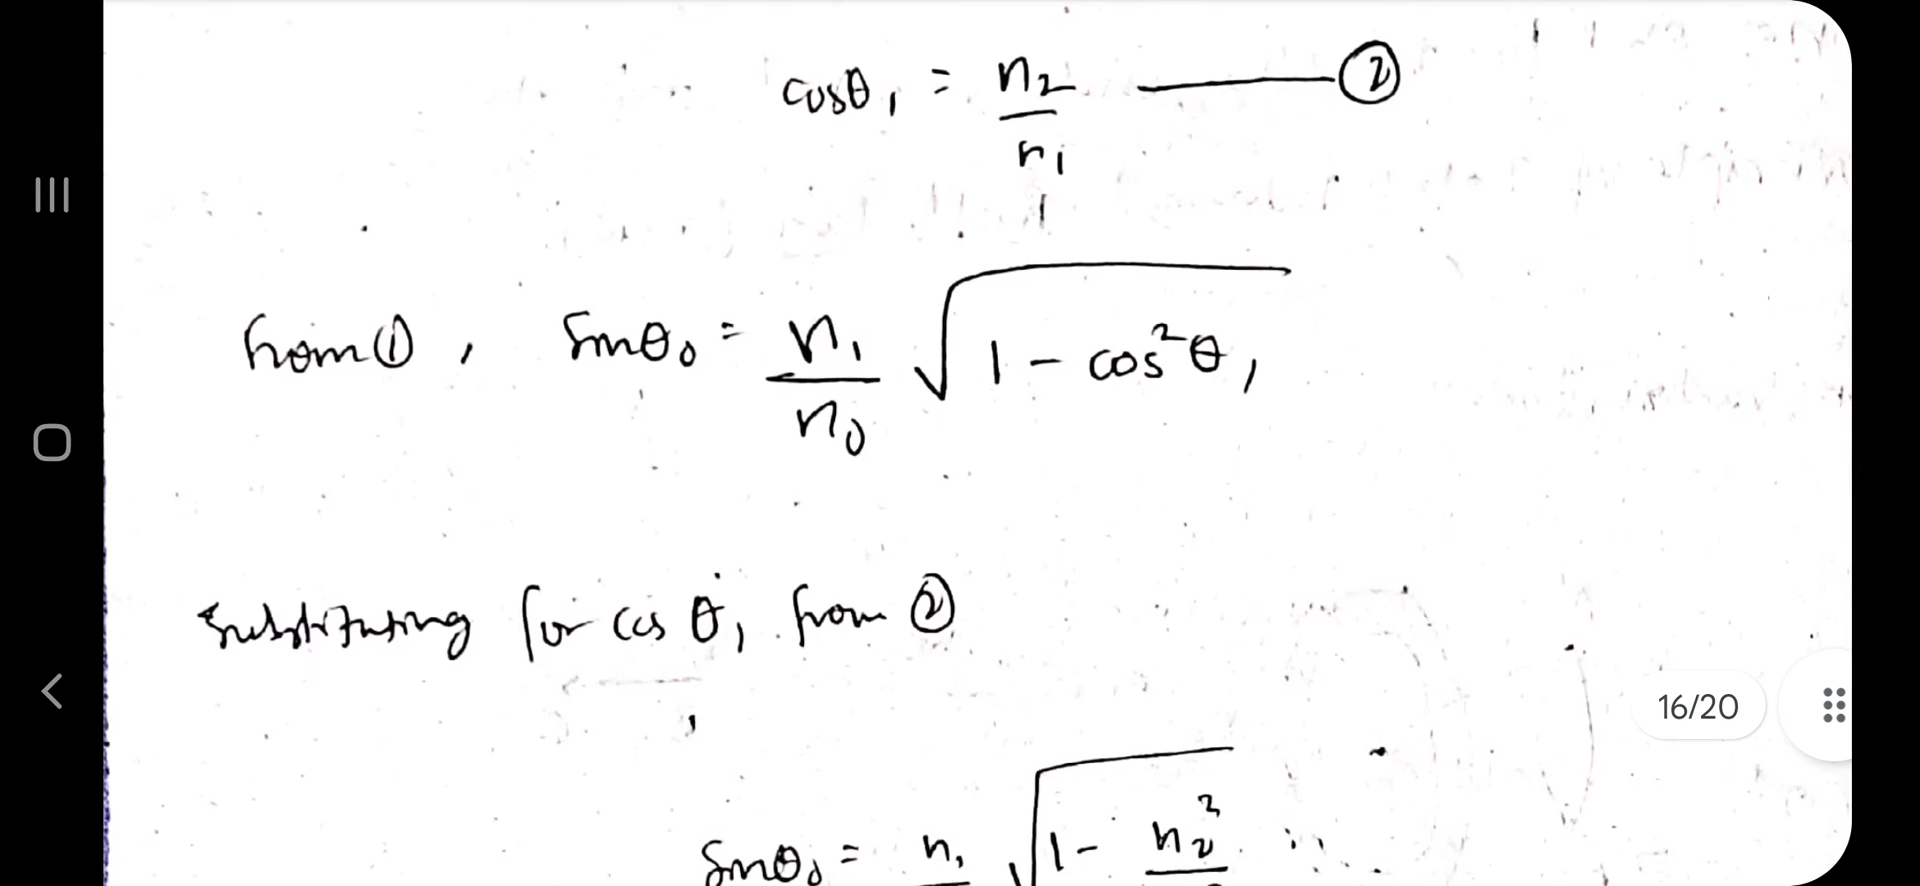 cosθ₁ = n₂/n₁ —— ②
from ①, Sinθ₀ = n₁/n₀ √(1 - cos²θ₁)
Substituting for cos θ₁ from ②
16/20
Sinθ₀ = n₁ √(1 - n₂²